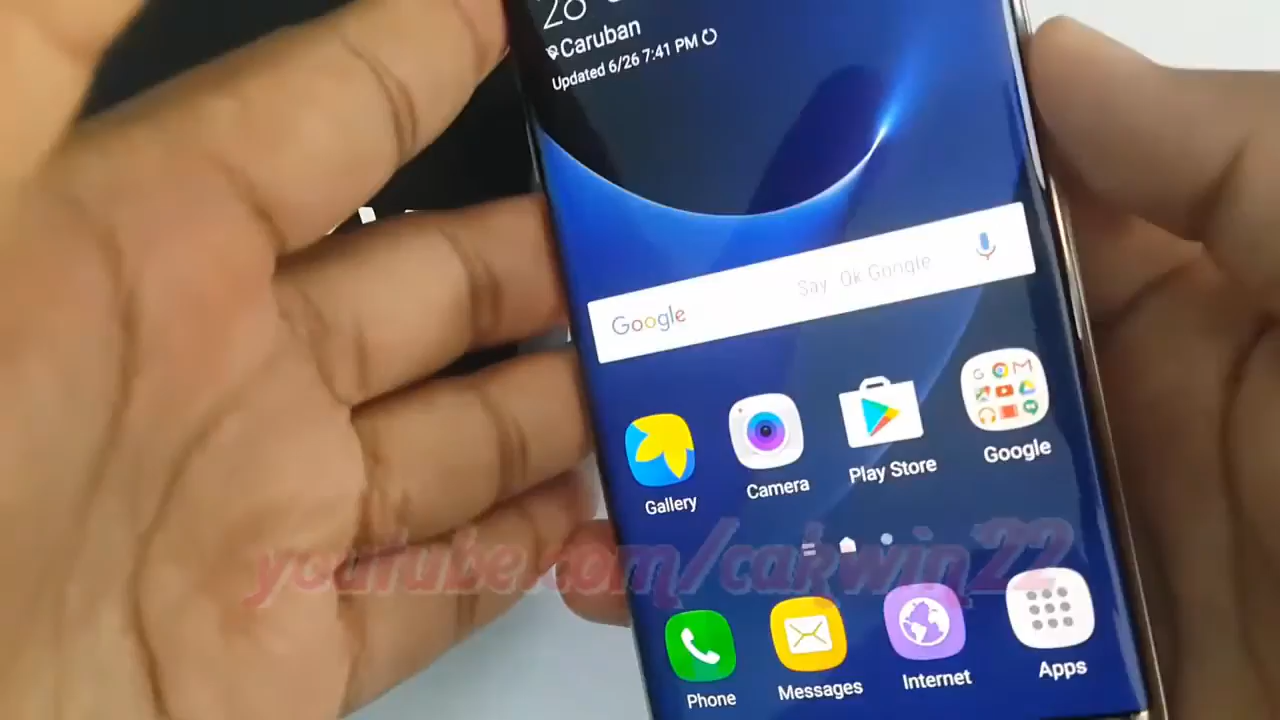 Caruban
Updated 6/26 7:41 PM
Google Say "Ok Google"
Gallery Camera Play Store Google
youtube.com/cakwin22
Phone Messages Internet Apps